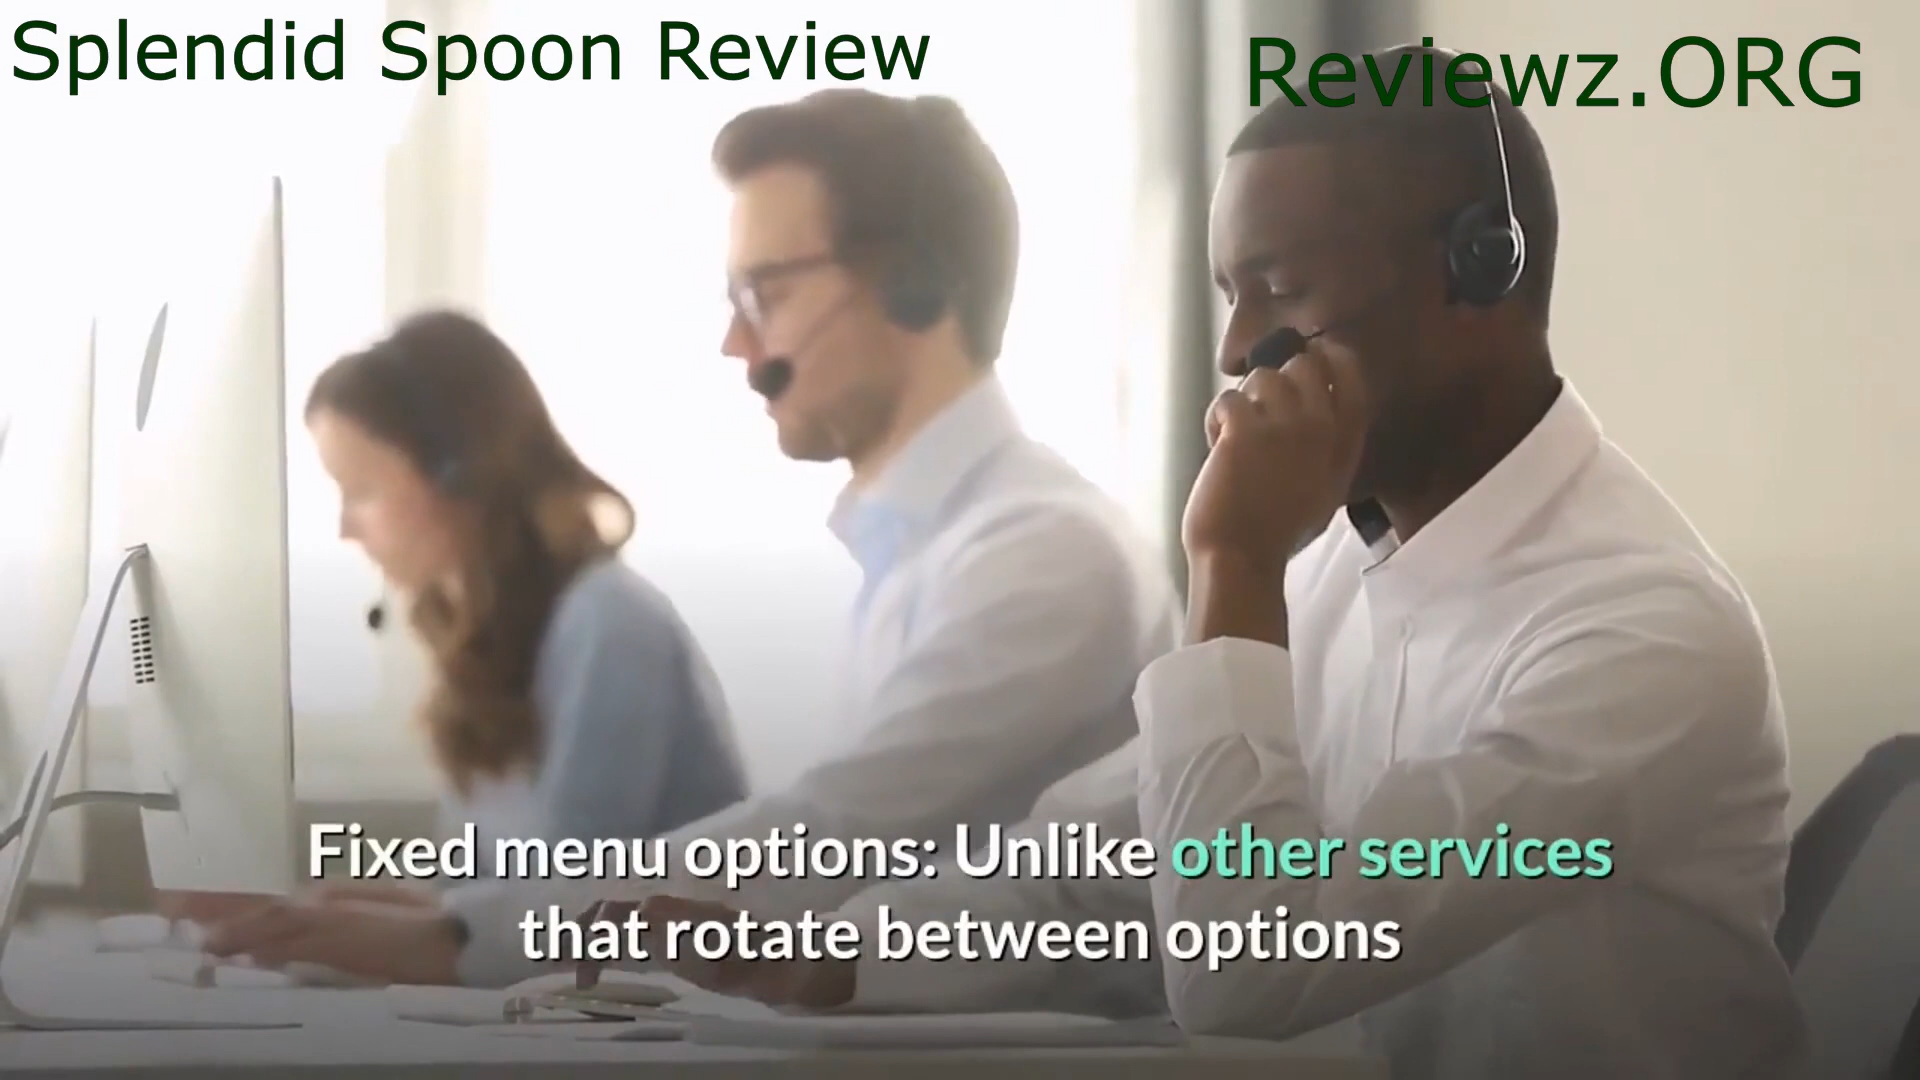 Splendid Spoon Review
Reviewz.ORG
Fixed menu options: Unlike other services
that rotate between options